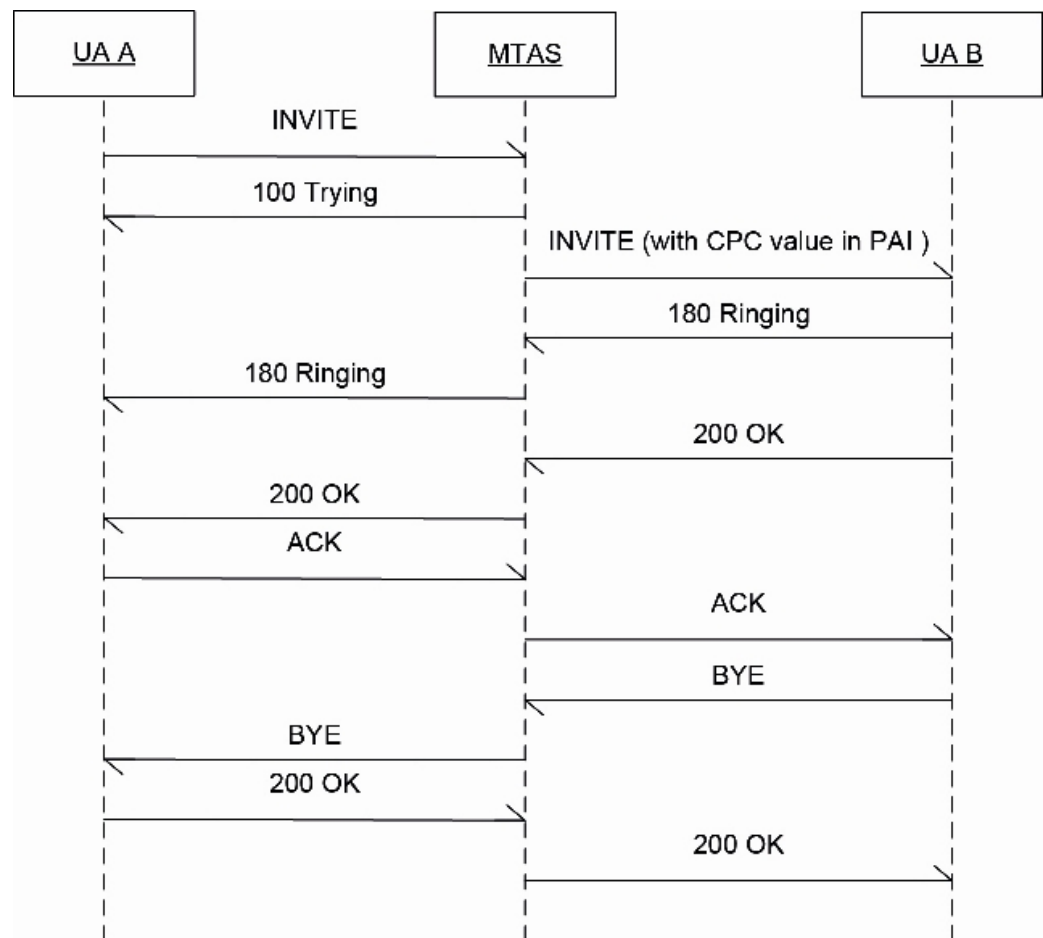 UA A
MTAS
UA B
INVITE
100 Trying
INVITE (with CPC value in PAI )
180 Ringing
180 Ringing
200 OK
200 OK
ACK
ACK
BYE
BYE
200 OK
200 OK